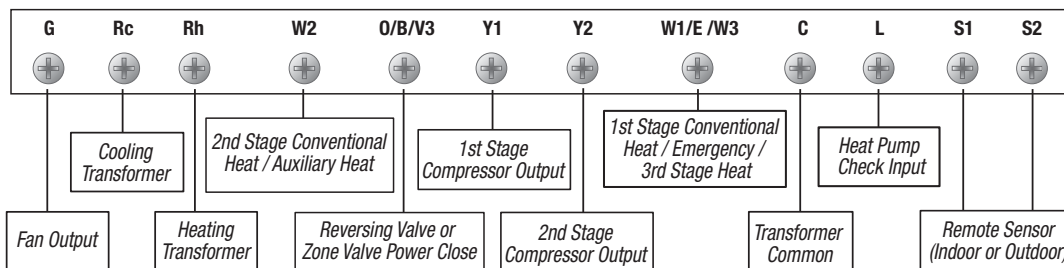 G Rc Rh W2 O/B/V3 Y1 Y2 W1/E/W3 C L S1 S2
Cooling
Transformer
2nd Stage Conventional
Heat / Auxiliary Heat
1st Stage
Compressor Output
1st Stage Conventional
Heat / Emergency /
3rd Stage Heat
Heat Pump
Check Input
Fan Output
Heating
Transformer
Reversing Valve or
Zone Valve Power Close
2nd Stage
Compressor Output
Transformer
Common
Remote Sensor
(Indoor or Outdoor)